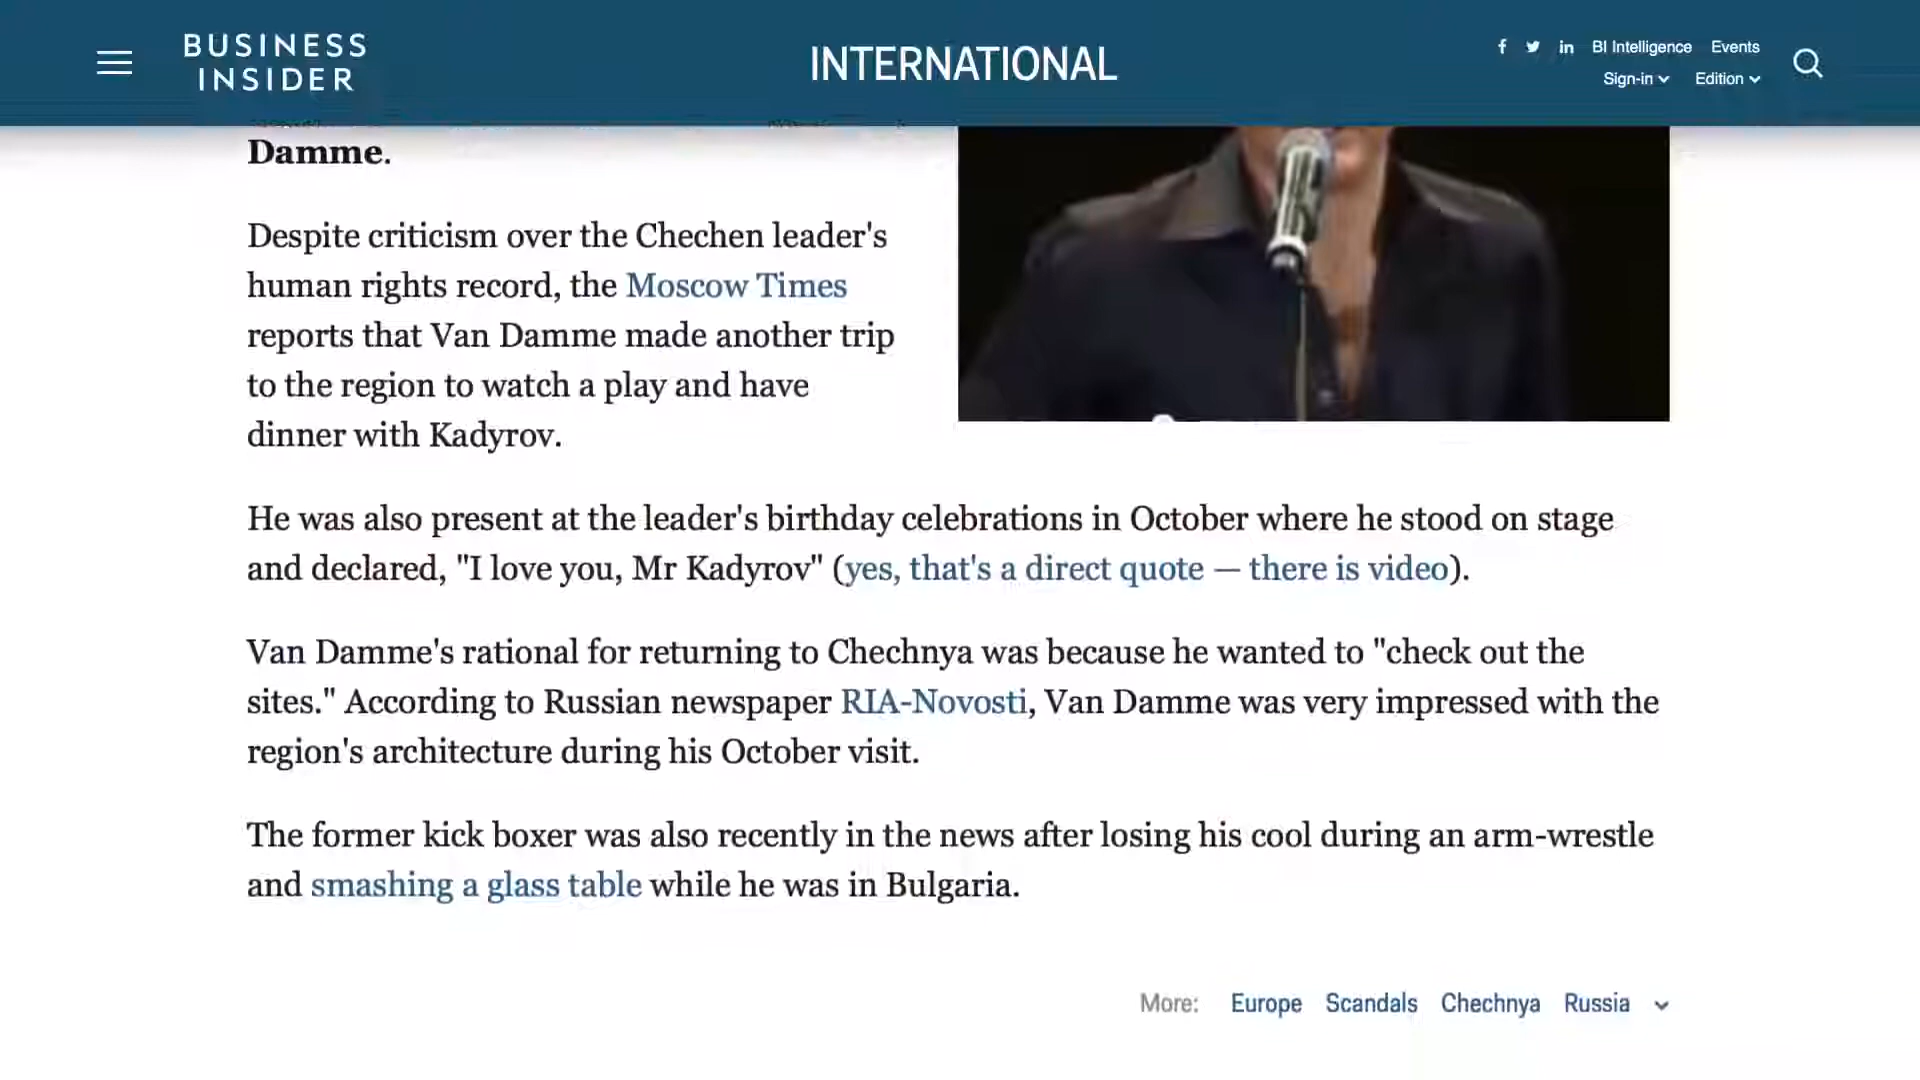 BUSINESS
INSIDER
INTERNATIONAL
BI Intelligence Events
Sign-in Edition
Damme.
Despite criticism over the Chechen leader's
human rights record, the Moscow Times
reports that Van Damme made another trip
to the region to watch a play and have
dinner with Kadyrov.
He was also present at the leader's birthday celebrations in October where he stood on stage
and declared, "I love you, Mr Kadyrov" (yes, that's a direct quote — there is video).
Van Damme's rational for returning to Chechnya was because he wanted to "check out the
sites." According to Russian newspaper RIA-Novosti, Van Damme was very impressed with the
region's architecture during his October visit.
The former kick boxer was also recently in the news after losing his cool during an arm-wrestle
and smashing a glass table while he was in Bulgaria.
More: Europe Scandals Chechnya Russia